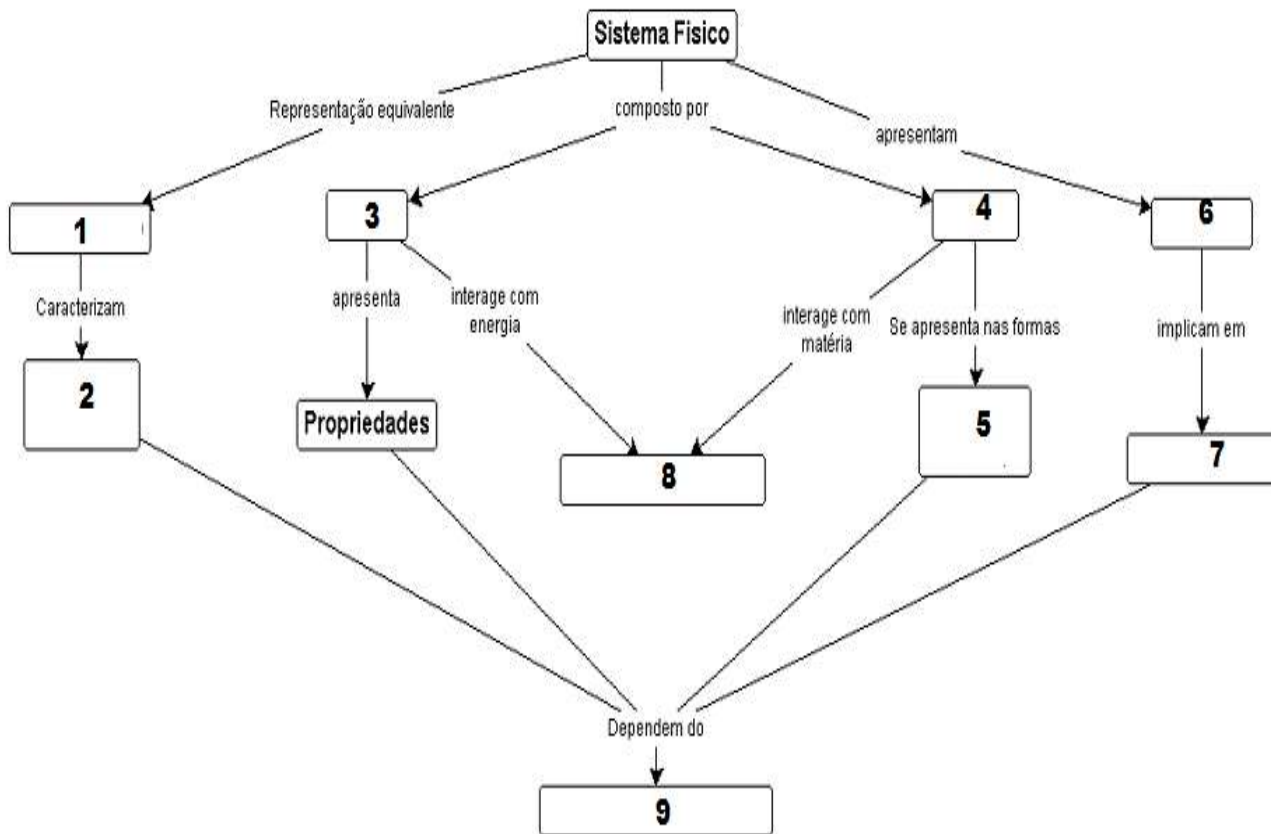 Sistema Fisico
Representação equivalente
composto por
apresentam
1
3
4
6
Caracterizam
apresenta
interage com
energia
interage com
matéria
Se apresenta nas formas
implicam em
2
Propriedades
8
5
7
Dependem do
9